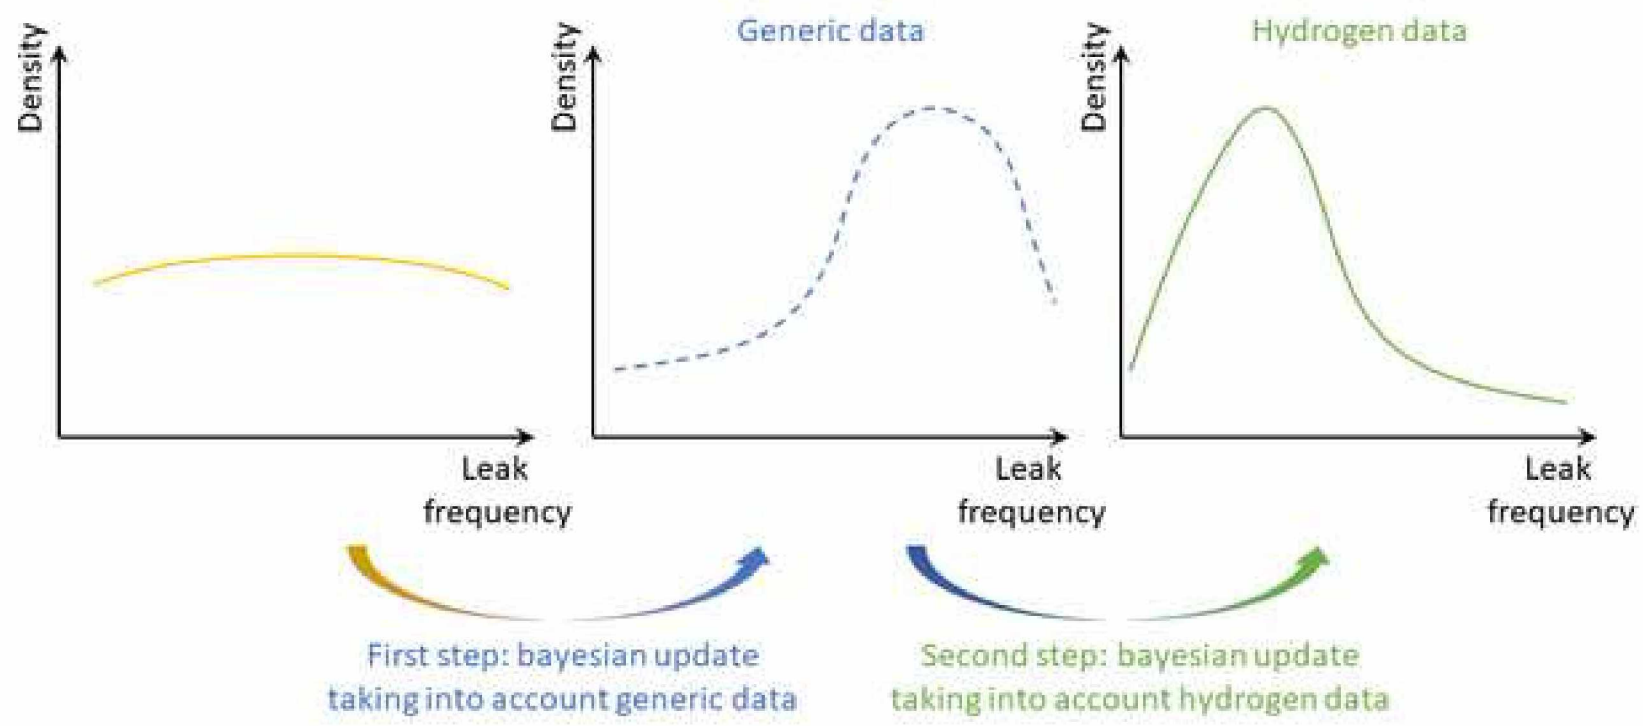 Density
Leak
frequency
Generic data
Density
Leak
frequency
Hydrogen data
Density
Leak
frequency
First step: bayesian update
taking into account generic data
Second step: bayesian update
taking into account hydrogen data